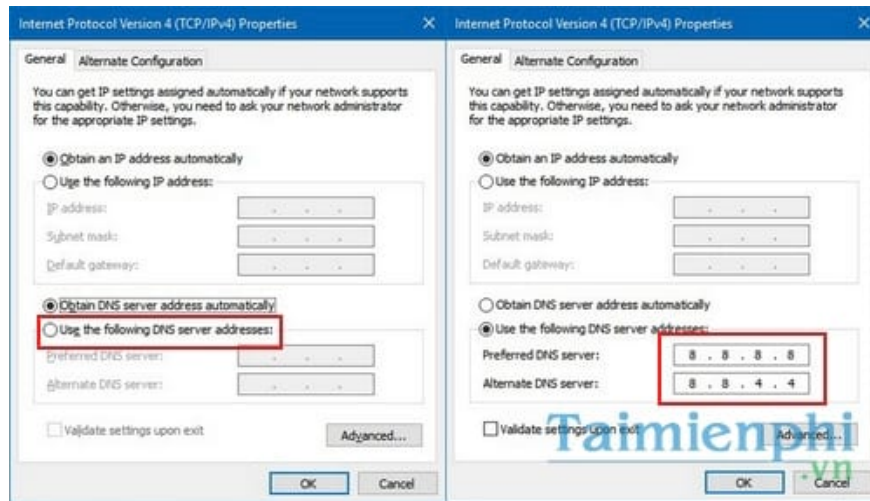 Internet Protocol Version 4 (TCP/IPv4) Properties
General
Alternate Configuration
You can get IP settings assigned automatically if your network supports
this capability. Otherwise, you need to ask your network administrator
for the appropriate IP settings.
Obtain an IP address automatically
Use the following IP address:
IP address:
. . .
Subnet mask:
. . .
Default gateway:
. . .
Obtain DNS server address automatically
Use the following DNS server addresses:
Preferred DNS server:
. . .
Alternate DNS server:
. . .
Validate settings upon exit
Advanced...
OK
Cancel
Internet Protocol Version 4 (TCP/IPv4) Properties
General
Alternate Configuration
You can get IP settings assigned automatically if your network supports
this capability. Otherwise, you need to ask your network administrator
for the appropriate IP settings.
Obtain an IP address automatically
Use the following IP address:
IP address:
. . .
Subnet mask:
. . .
Default gateway:
. . .
Obtain DNS server address automatically
Use the following DNS server addresses:
Preferred DNS server:
8 . 8 . 8 . 8
Alternate DNS server:
8 . 8 . 4 . 4
Validate settings upon exit
Advanced...
OK
Cancel
Taimienphi
.vn